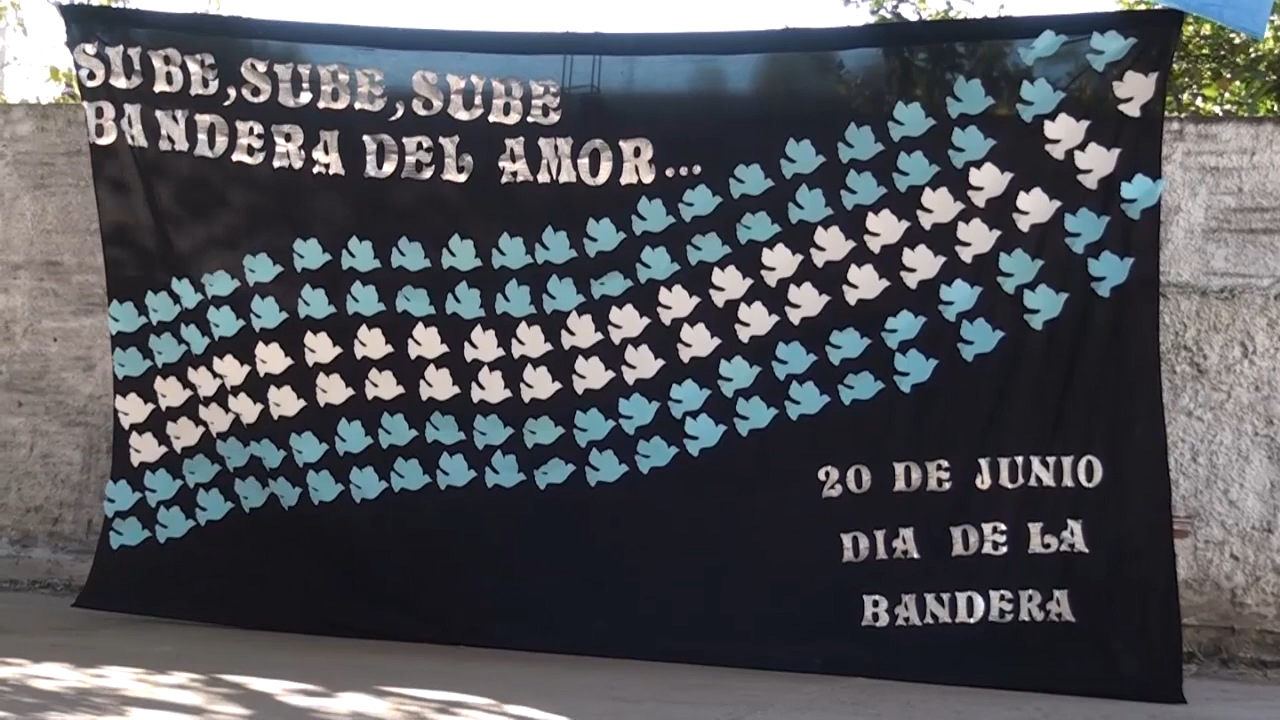 SUBE,SUBE,SUBE
BANDERA DEL AMOR...
20 DE JUNIO
DIA DE LA
BANDERA